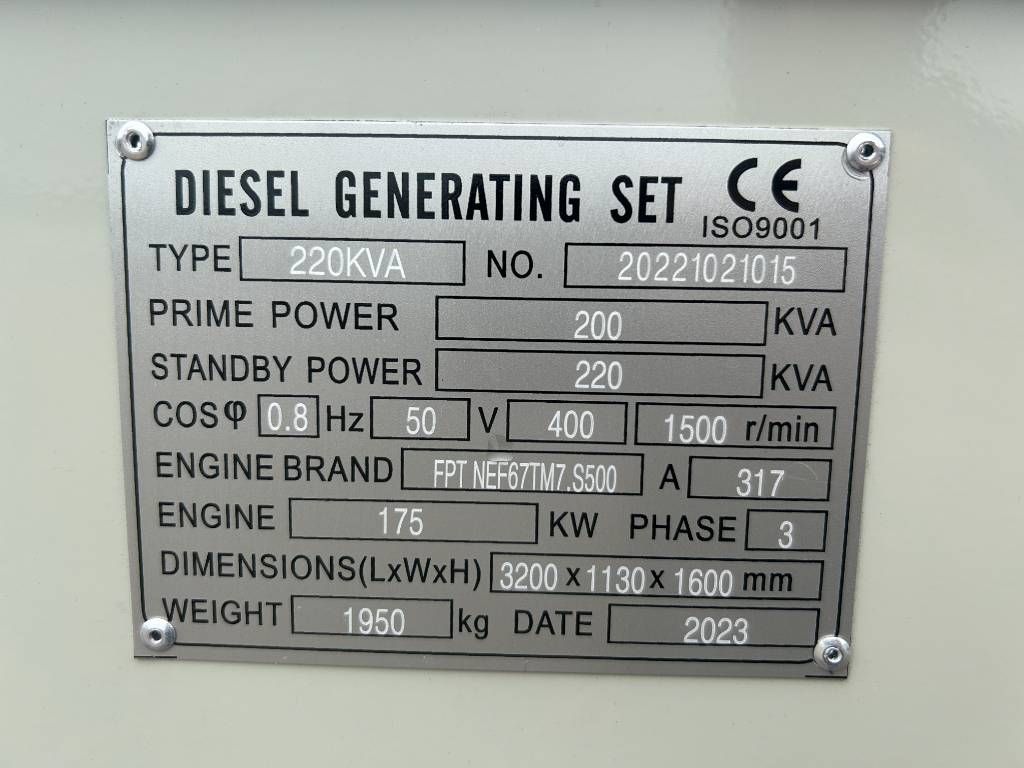 DIESEL GENERATING SET CE
ISO9001
TYPE 220KVA NO. 20221021015
PRIME POWER 200 KVA
STANDBY POWER 220 KVA
COSφ 0.8 Hz 50 V 400 1500 r/min
ENGINE BRAND FPT NEF67TM7.S500 A 317
ENGINE 175 KW PHASE 3
DIMENSIONS(LxWxH) 3200 x 1130 x 1600 mm
WEIGHT 1950 kg DATE 2023